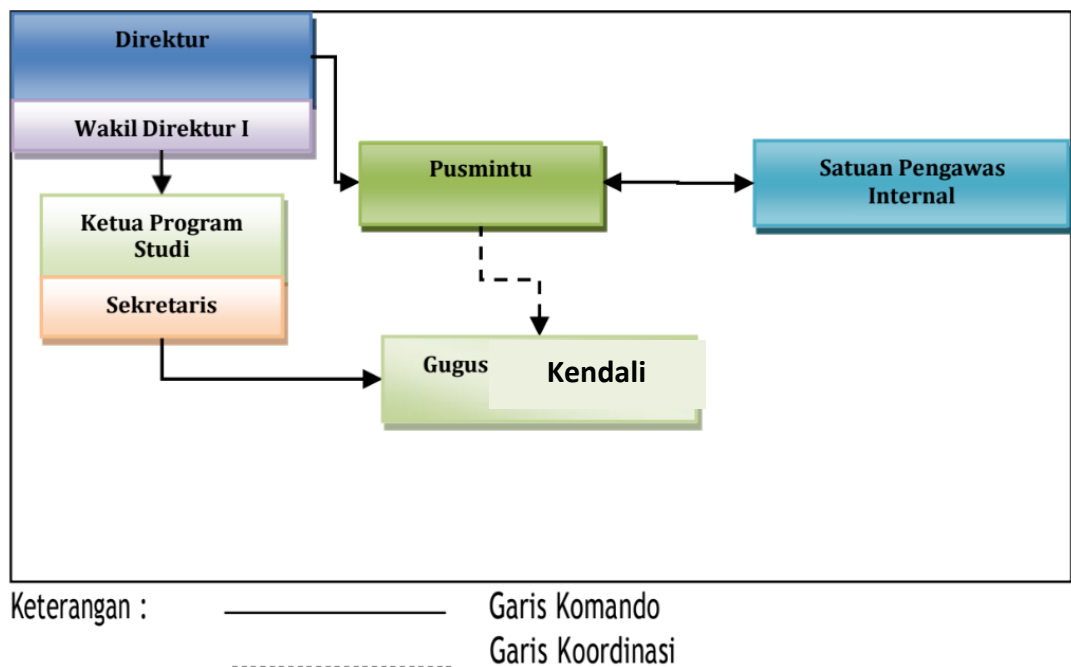 Direktur
Wakil Direktur I
Pusmintu
Satuan Pengawas
Internal
Ketua Program
Studi
Sekretaris
Gugus Kendali
Keterangan : Garis Komando
Garis Koordinasi